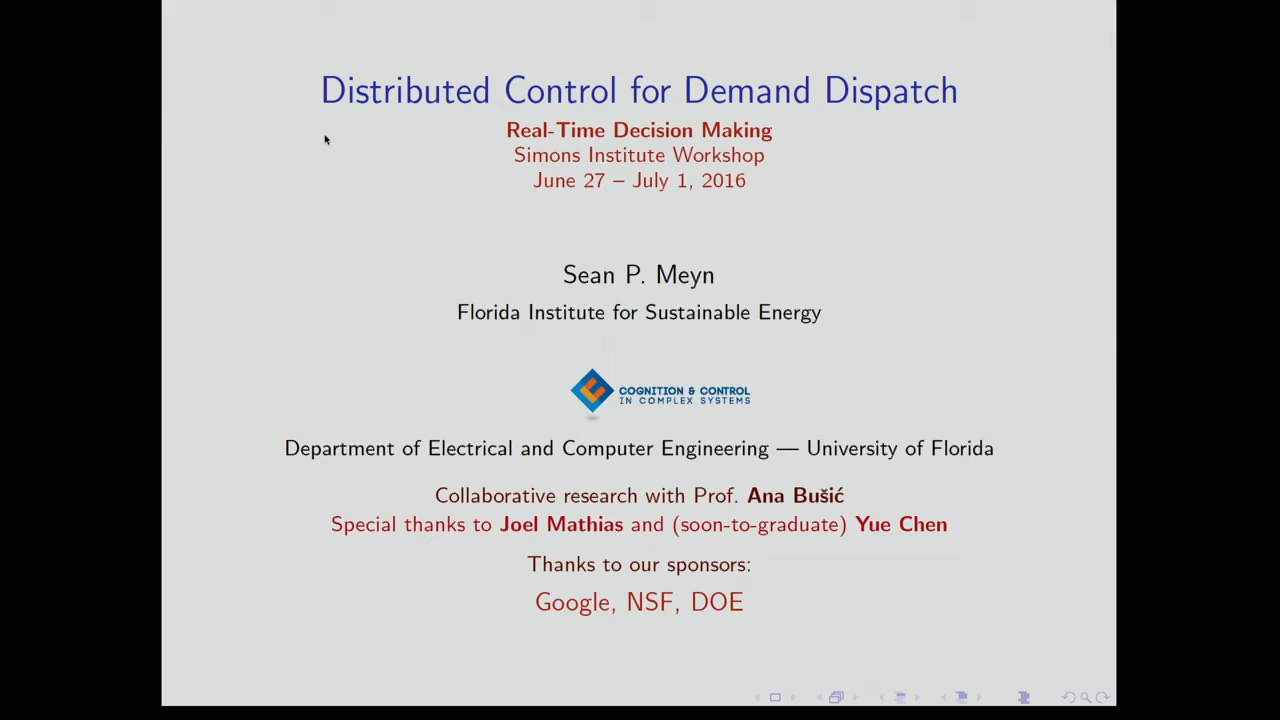 Distributed Control for Demand Dispatch
Real-Time Decision Making
Simons Institute Workshop
June 27 – July 1, 2016
Sean P. Meyn
Florida Institute for Sustainable Energy
COGNITION & CONTROL
IN COMPLEX SYSTEMS
Department of Electrical and Computer Engineering — University of Florida
Collaborative research with Prof. Ana Bušić
Special thanks to Joel Mathias and (soon-to-graduate) Yue Chen
Thanks to our sponsors:
Google, NSF, DOE